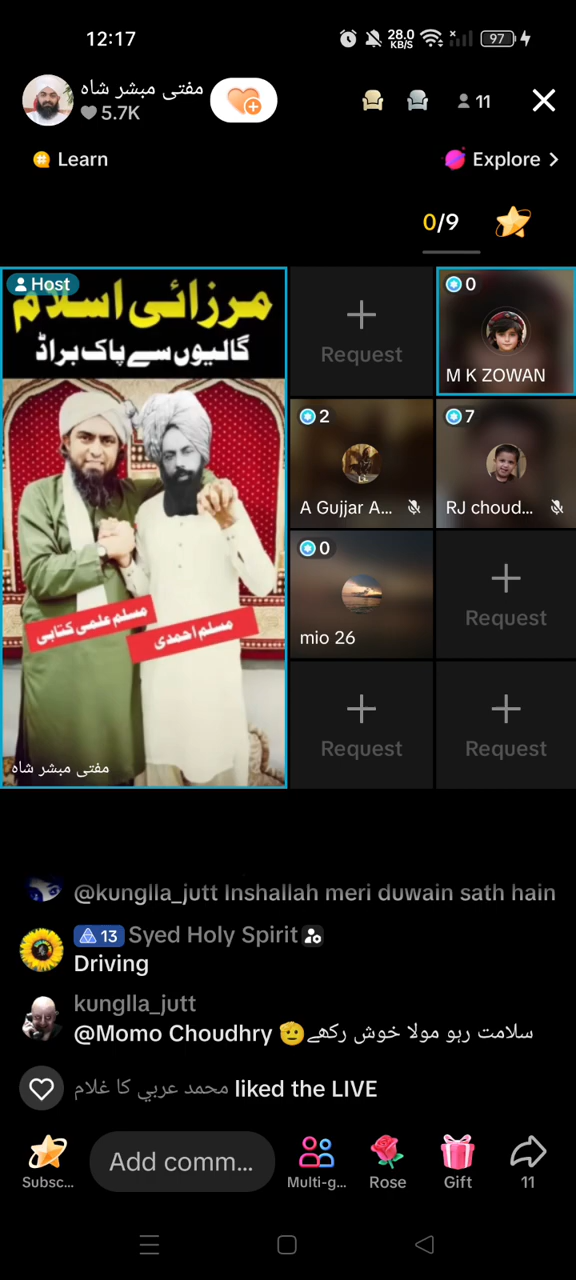 12:17
28.0
KB/S
97
مفتی مبشر شاہ
5.7K
11
Learn
Explore
0/9
Host
مرزائی اسلام
گالیوں سے پاک براڈ
مسلم علمی کتابی
مسلم احمدی
مفتی مبشر شاہ
Request
0
M K ZOWAN
2
A Gujjar A...
7
RJ choud...
0
mio 26
Request
Request
Request
@kunglla_jutt Inshallah meri duwain sath hain
13 Syed Holy Spirit
Driving
kunglla_jutt
@Momo Choudhry 🫡سلامت رہو مولا خوش رکھے
محمد عربي کا غلام liked the LIVE
Add comm...
Subsc...
Multi-g...
Rose
Gift
11